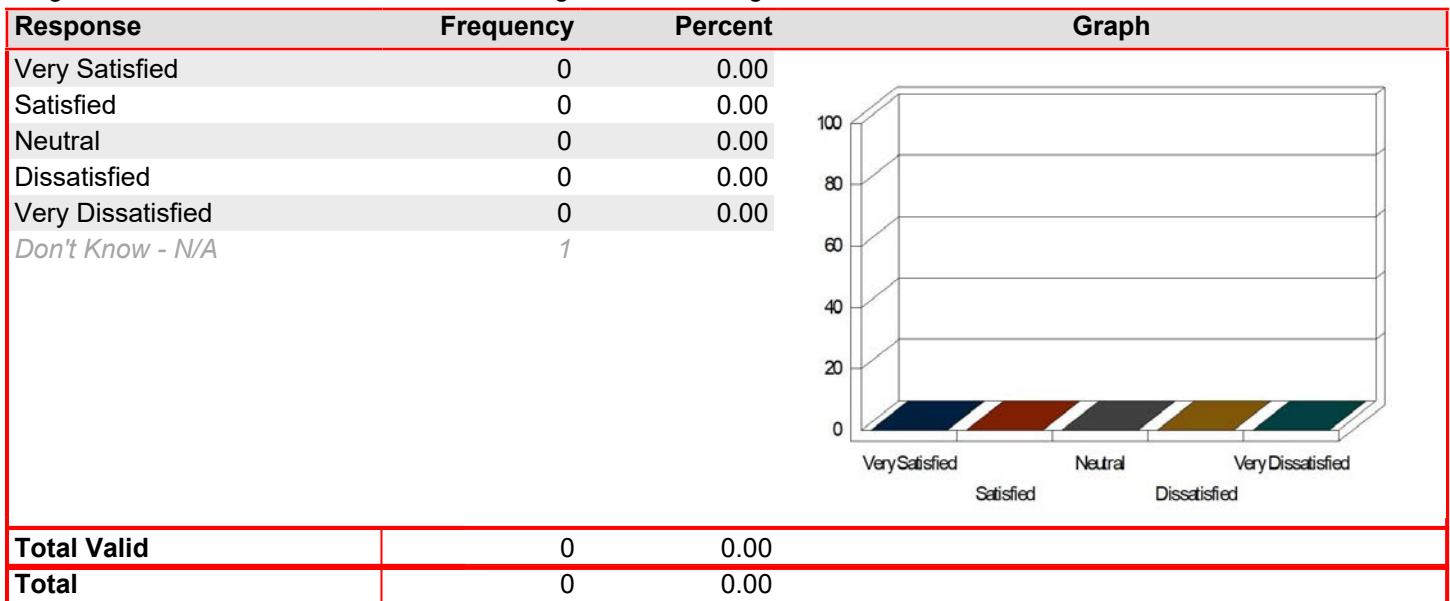 Response Frequency Percent Graph
Very Satisfied 0 0.00
Satisfied 0 0.00
Neutral 0 0.00
Dissatisfied 0 0.00
Very Dissatisfied 0 0.00
Don't Know - N/A 1
100
80
60
40
20
0
Very Satisfied Neutral Very Dissatisfied
Satisfied Dissatisfied
Total Valid 0 0.00
Total 0 0.00